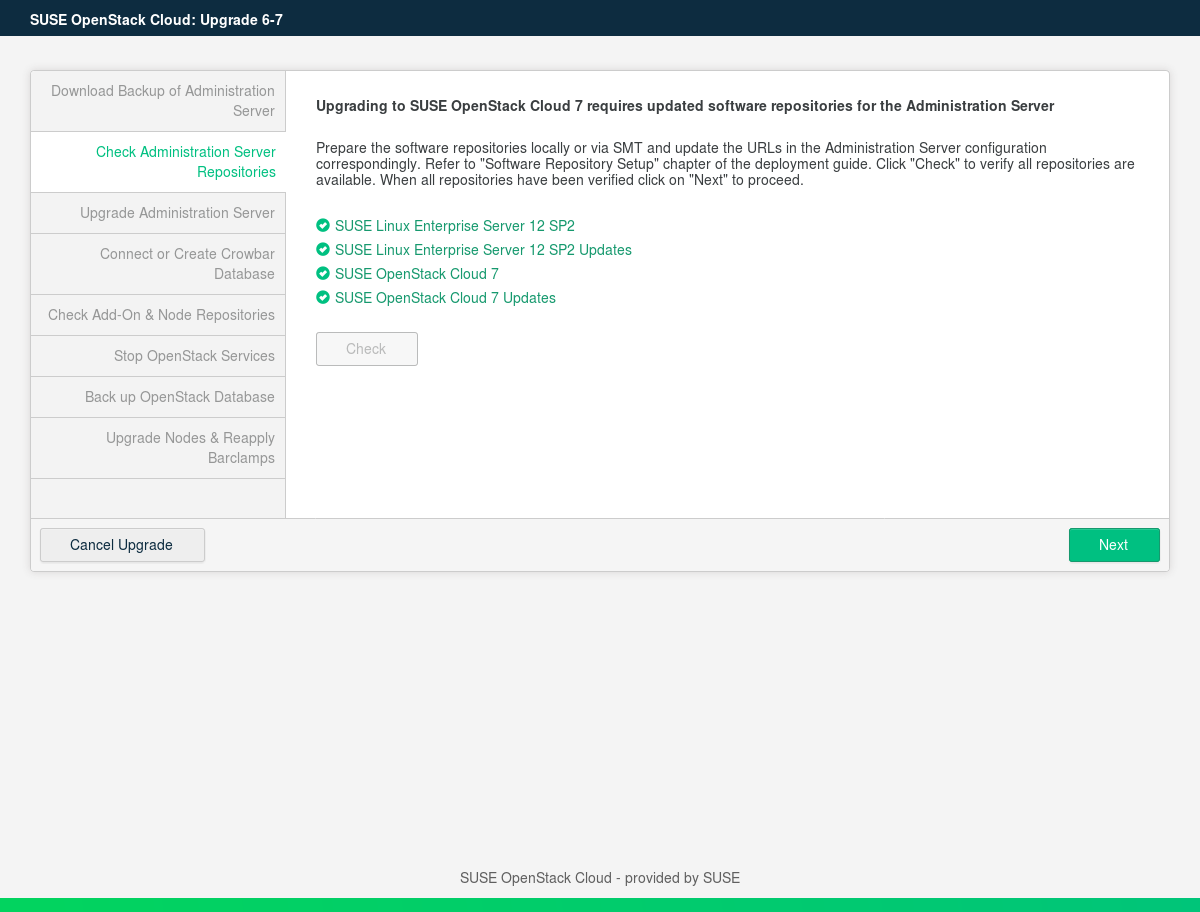 SUSE OpenStack Cloud: Upgrade 6-7
Download Backup of Administration
Server
Check Administration Server
Repositories
Upgrade Administration Server
Connect or Create Crowbar
Database
Check Add-On & Node Repositories
Stop OpenStack Services
Back up OpenStack Database
Upgrade Nodes & Reapply
Barclamps
Upgrading to SUSE OpenStack Cloud 7 requires updated software repositories for the Administration Server
Prepare the software repositories locally or via SMT and update the URLs in the Administration Server configuration
correspondingly. Refer to "Software Repository Setup" chapter of the deployment guide. Click "Check" to verify all repositories are
available. When all repositories have been verified click on "Next" to proceed.
SUSE Linux Enterprise Server 12 SP2
SUSE Linux Enterprise Server 12 SP2 Updates
SUSE OpenStack Cloud 7
SUSE OpenStack Cloud 7 Updates
Check
Cancel Upgrade
Next
SUSE OpenStack Cloud - provided by SUSE